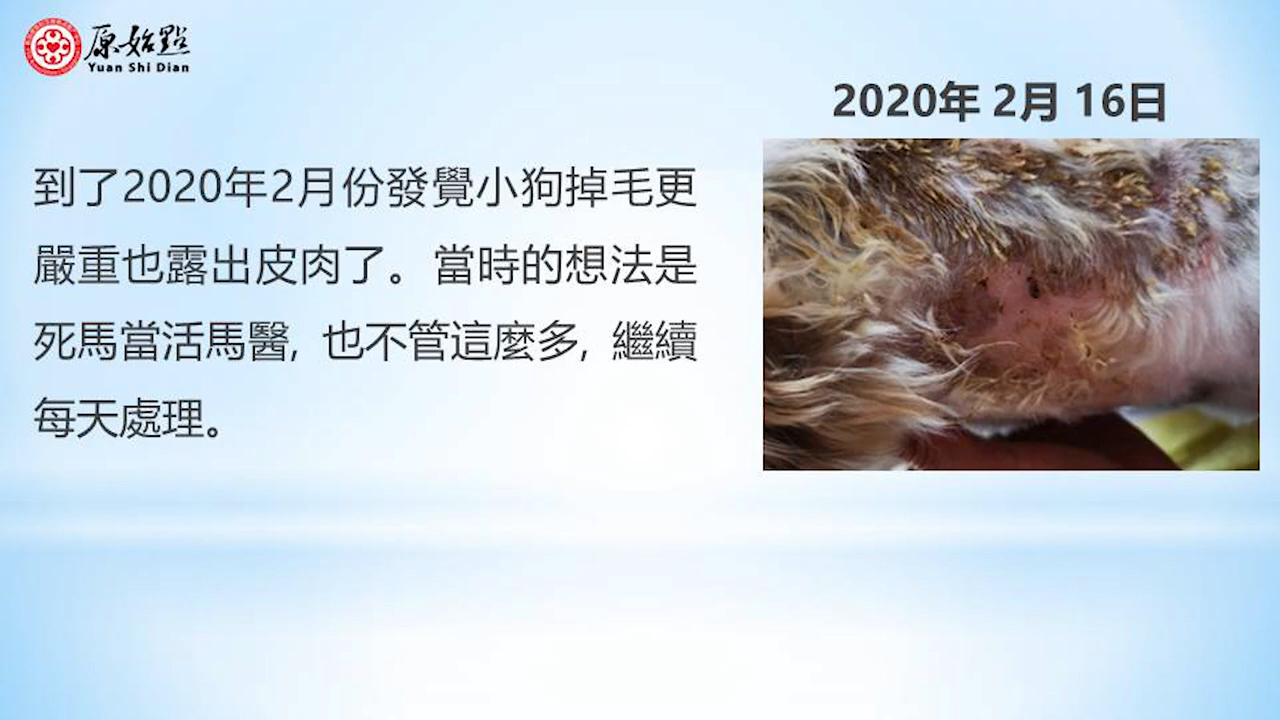 原始點
Yuan Shi Dian
2020年 2月 16日
到了2020年2月份發覺小狗掉毛更
嚴重也露出皮肉了。當時的想法是
死馬當活馬醫, 也不管這麼多, 繼續
每天處理。